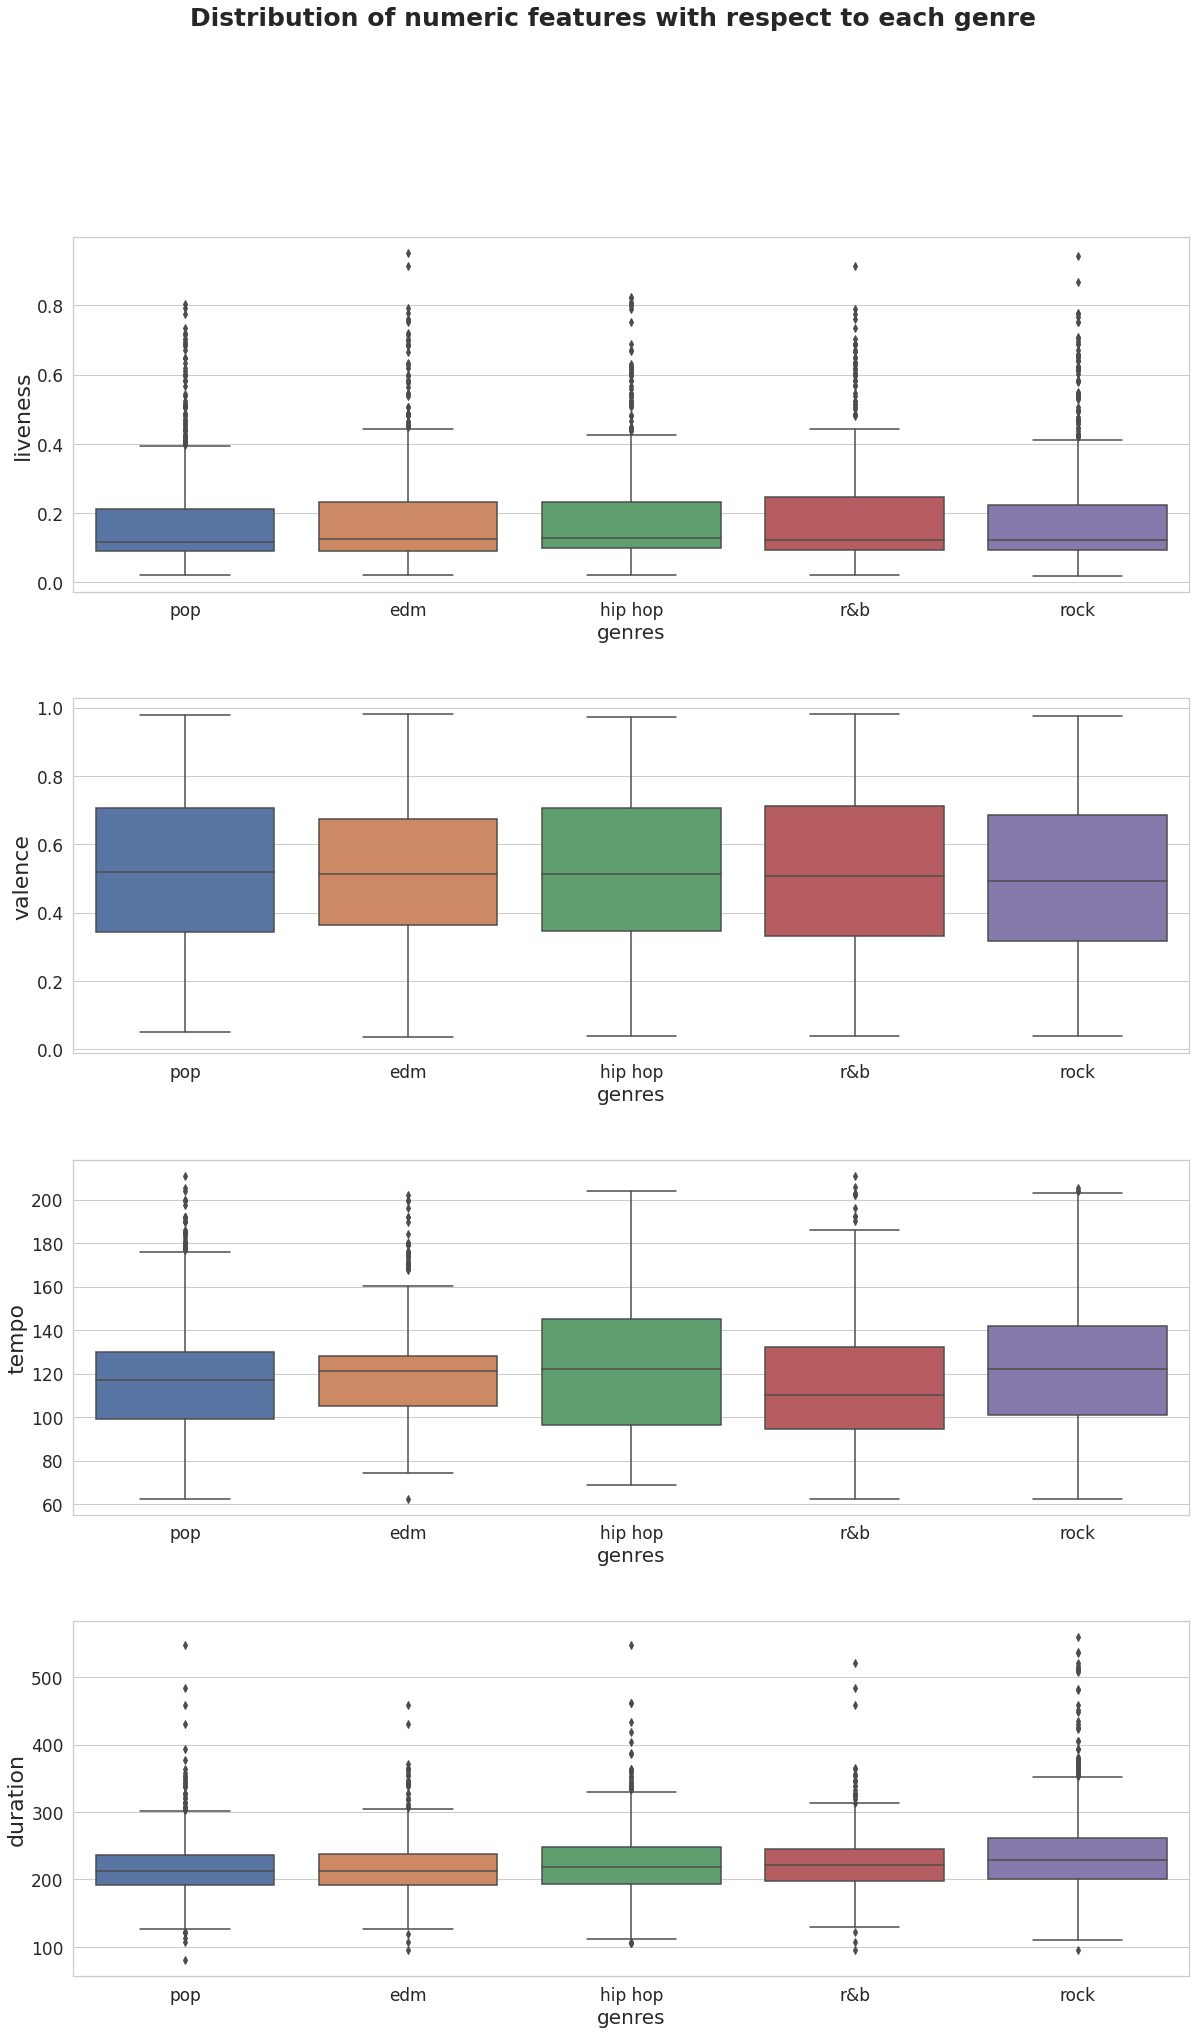 Distribution of numeric features with respect to each genre
liveness
0.8
0.6
0.4
0.2
0.0
pop edm hip hop r&b rock
genres
valence
1.0
0.8
0.6
0.4
0.2
0.0
pop edm hip hop r&b rock
genres
tempo
200
180
160
140
120
100
80
60
pop edm hip hop r&b rock
genres
duration
500
400
300
200
100
pop edm hip hop r&b rock
genres